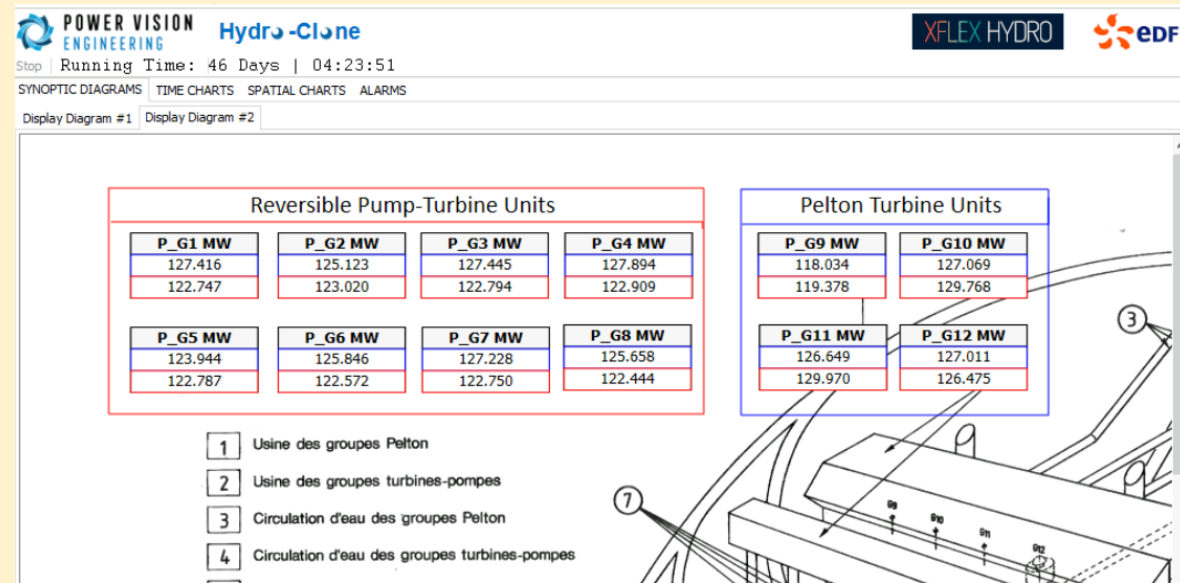 POWER VISION
ENGINEERING
Hydro-Clone
XFLEX HYDRO
edf
Stop | Running Time: 46 Days | 04:23:51
SYNOPTIC DIAGRAMS TIME CHARTS SPATIAL CHARTS ALARMS
Display Diagram #1 Display Diagram #2
Reversible Pump-Turbine Units
P_G1 MW P_G2 MW P_G3 MW P_G4 MW
127.416 125.123 127.445 127.894
122.747 123.020 122.794 122.909
P_G5 MW P_G6 MW P_G7 MW P_G8 MW
123.944 125.846 127.228 125.658
122.787 122.572 122.750 122.444
Pelton Turbine Units
P_G9 MW P_G10 MW
118.034 127.069
119.378 129.768
P_G11 MW P_G12 MW
126.649 127.011
129.970 126.475
1 Usine des groupes Pelton
2 Usine des groupes turbines-pompes
3 Circulation d'eau des groupes Pelton
4 Circulation d'eau des groupes turbines-pompes
3
7
G9
G10
G11
G12